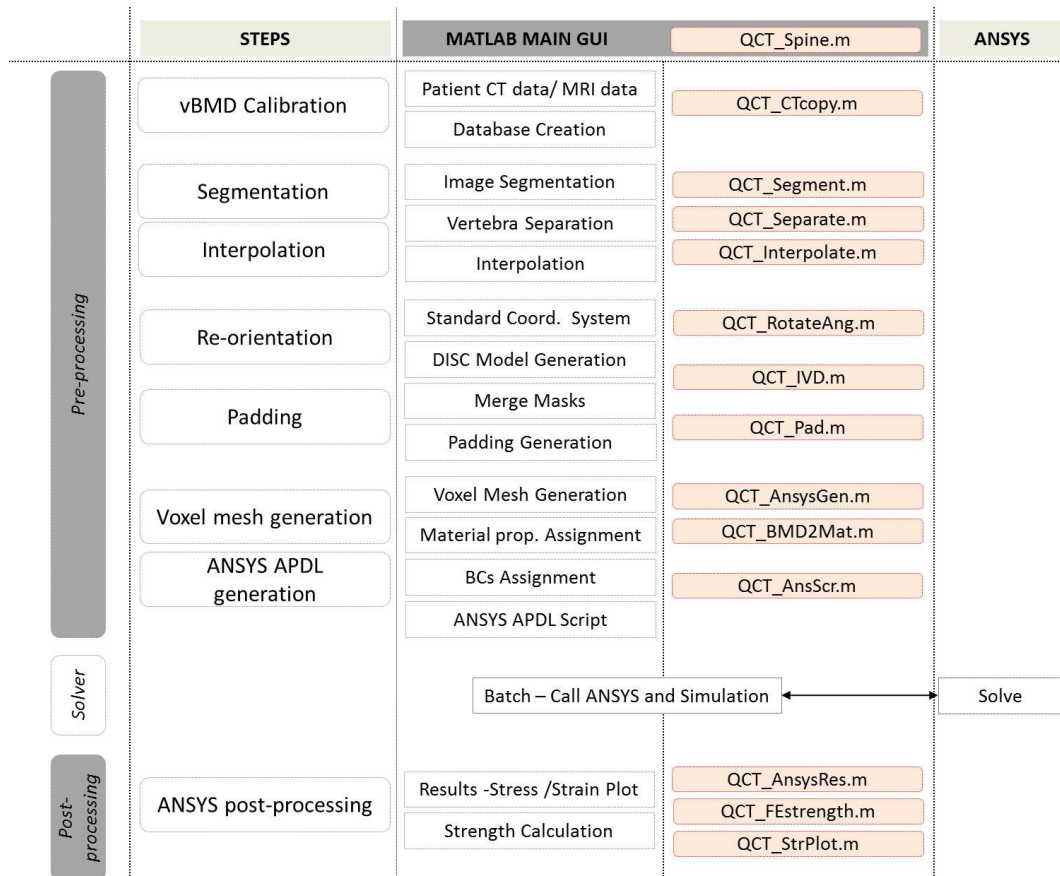 STEPS
MATLAB MAIN GUI
QCT_Spine.m
ANSYS
Pre-processing
vBMD Calibration
Patient CT data/ MRI data
Database Creation
QCT_CTcopy.m
Segmentation
Interpolation
Image Segmentation
Vertebra Separation
Interpolation
QCT_Segment.m
QCT_Separate.m
QCT_Interpolate.m
Re-orientation
Padding
Standard Coord. System
DISC Model Generation
Merge Masks
Padding Generation
QCT_RotateAng.m
QCT_IVD.m
QCT_Pad.m
Voxel mesh generation
ANSYS APDL
generation
Voxel Mesh Generation
Material prop. Assignment
BCs Assignment
ANSYS APDL Script
QCT_AnsysGen.m
QCT_BMD2Mat.m
QCT_AnsScr.m
Solver
Batch – Call ANSYS and Simulation
Solve
Post-
processing
ANSYS post-processing
Results -Stress /Strain Plot
Strength Calculation
QCT_AnsysRes.m
QCT_FEstrength.m
QCT_StrPlot.m